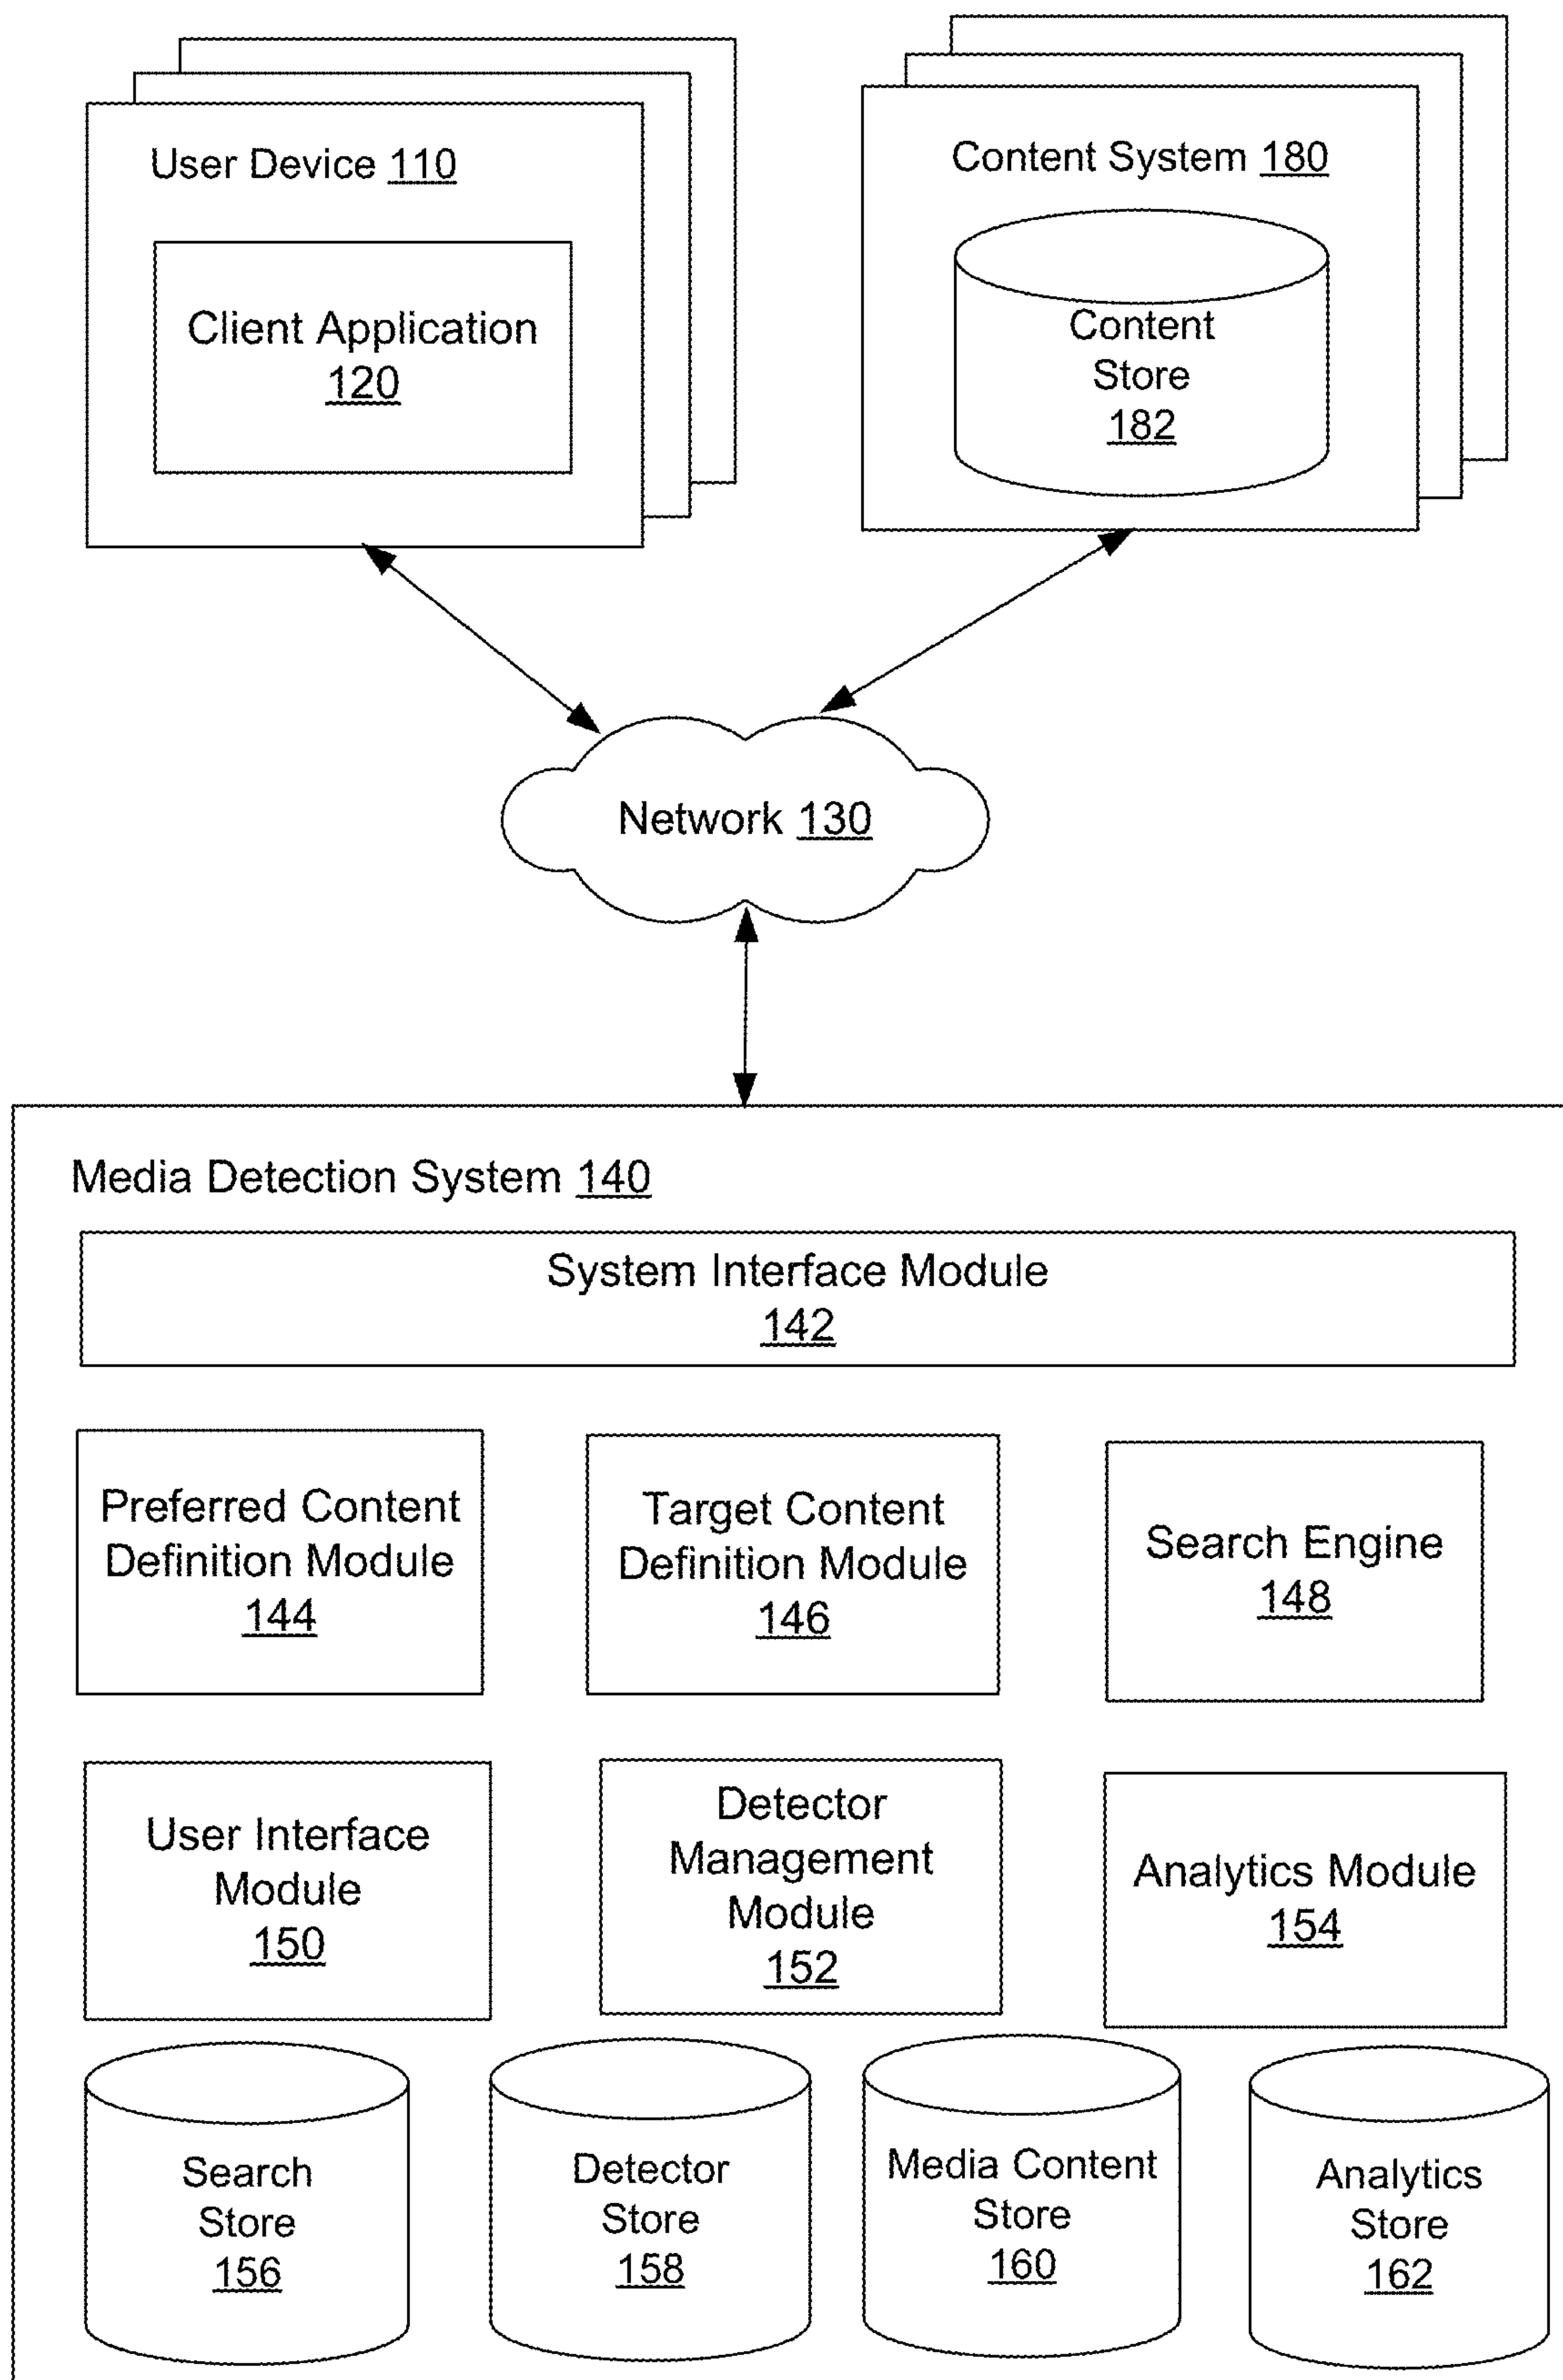 User Device 110
Client Application
120
Content System 180
Content
Store
182
Network 130
Media Detection System 140
System Interface Module
142
Preferred Content
Definition Module
144
Target Content
Definition Module
146
Search Engine
148
User Interface
Module
150
Detector
Management
Module
152
Analytics Module
154
Search
Store
156
Detector
Store
158
Media Content
Store
160
Analytics
Store
162